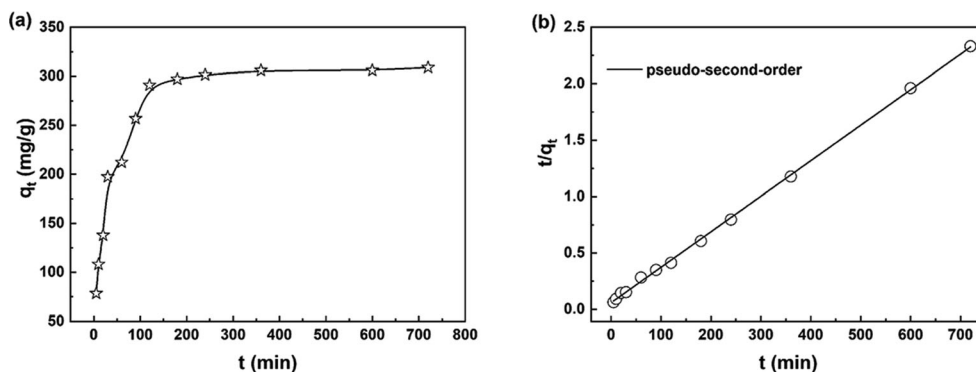 (a)
350
300
250
200
150
100
50
0 100 200 300 400 500 600 700 800
qt (mg/g)
t (min)
(b)
2.5
2.0
1.5
1.0
0.5
0.0
0 100 200 300 400 500 600 700
t/qt
t (min)
pseudo-second-order